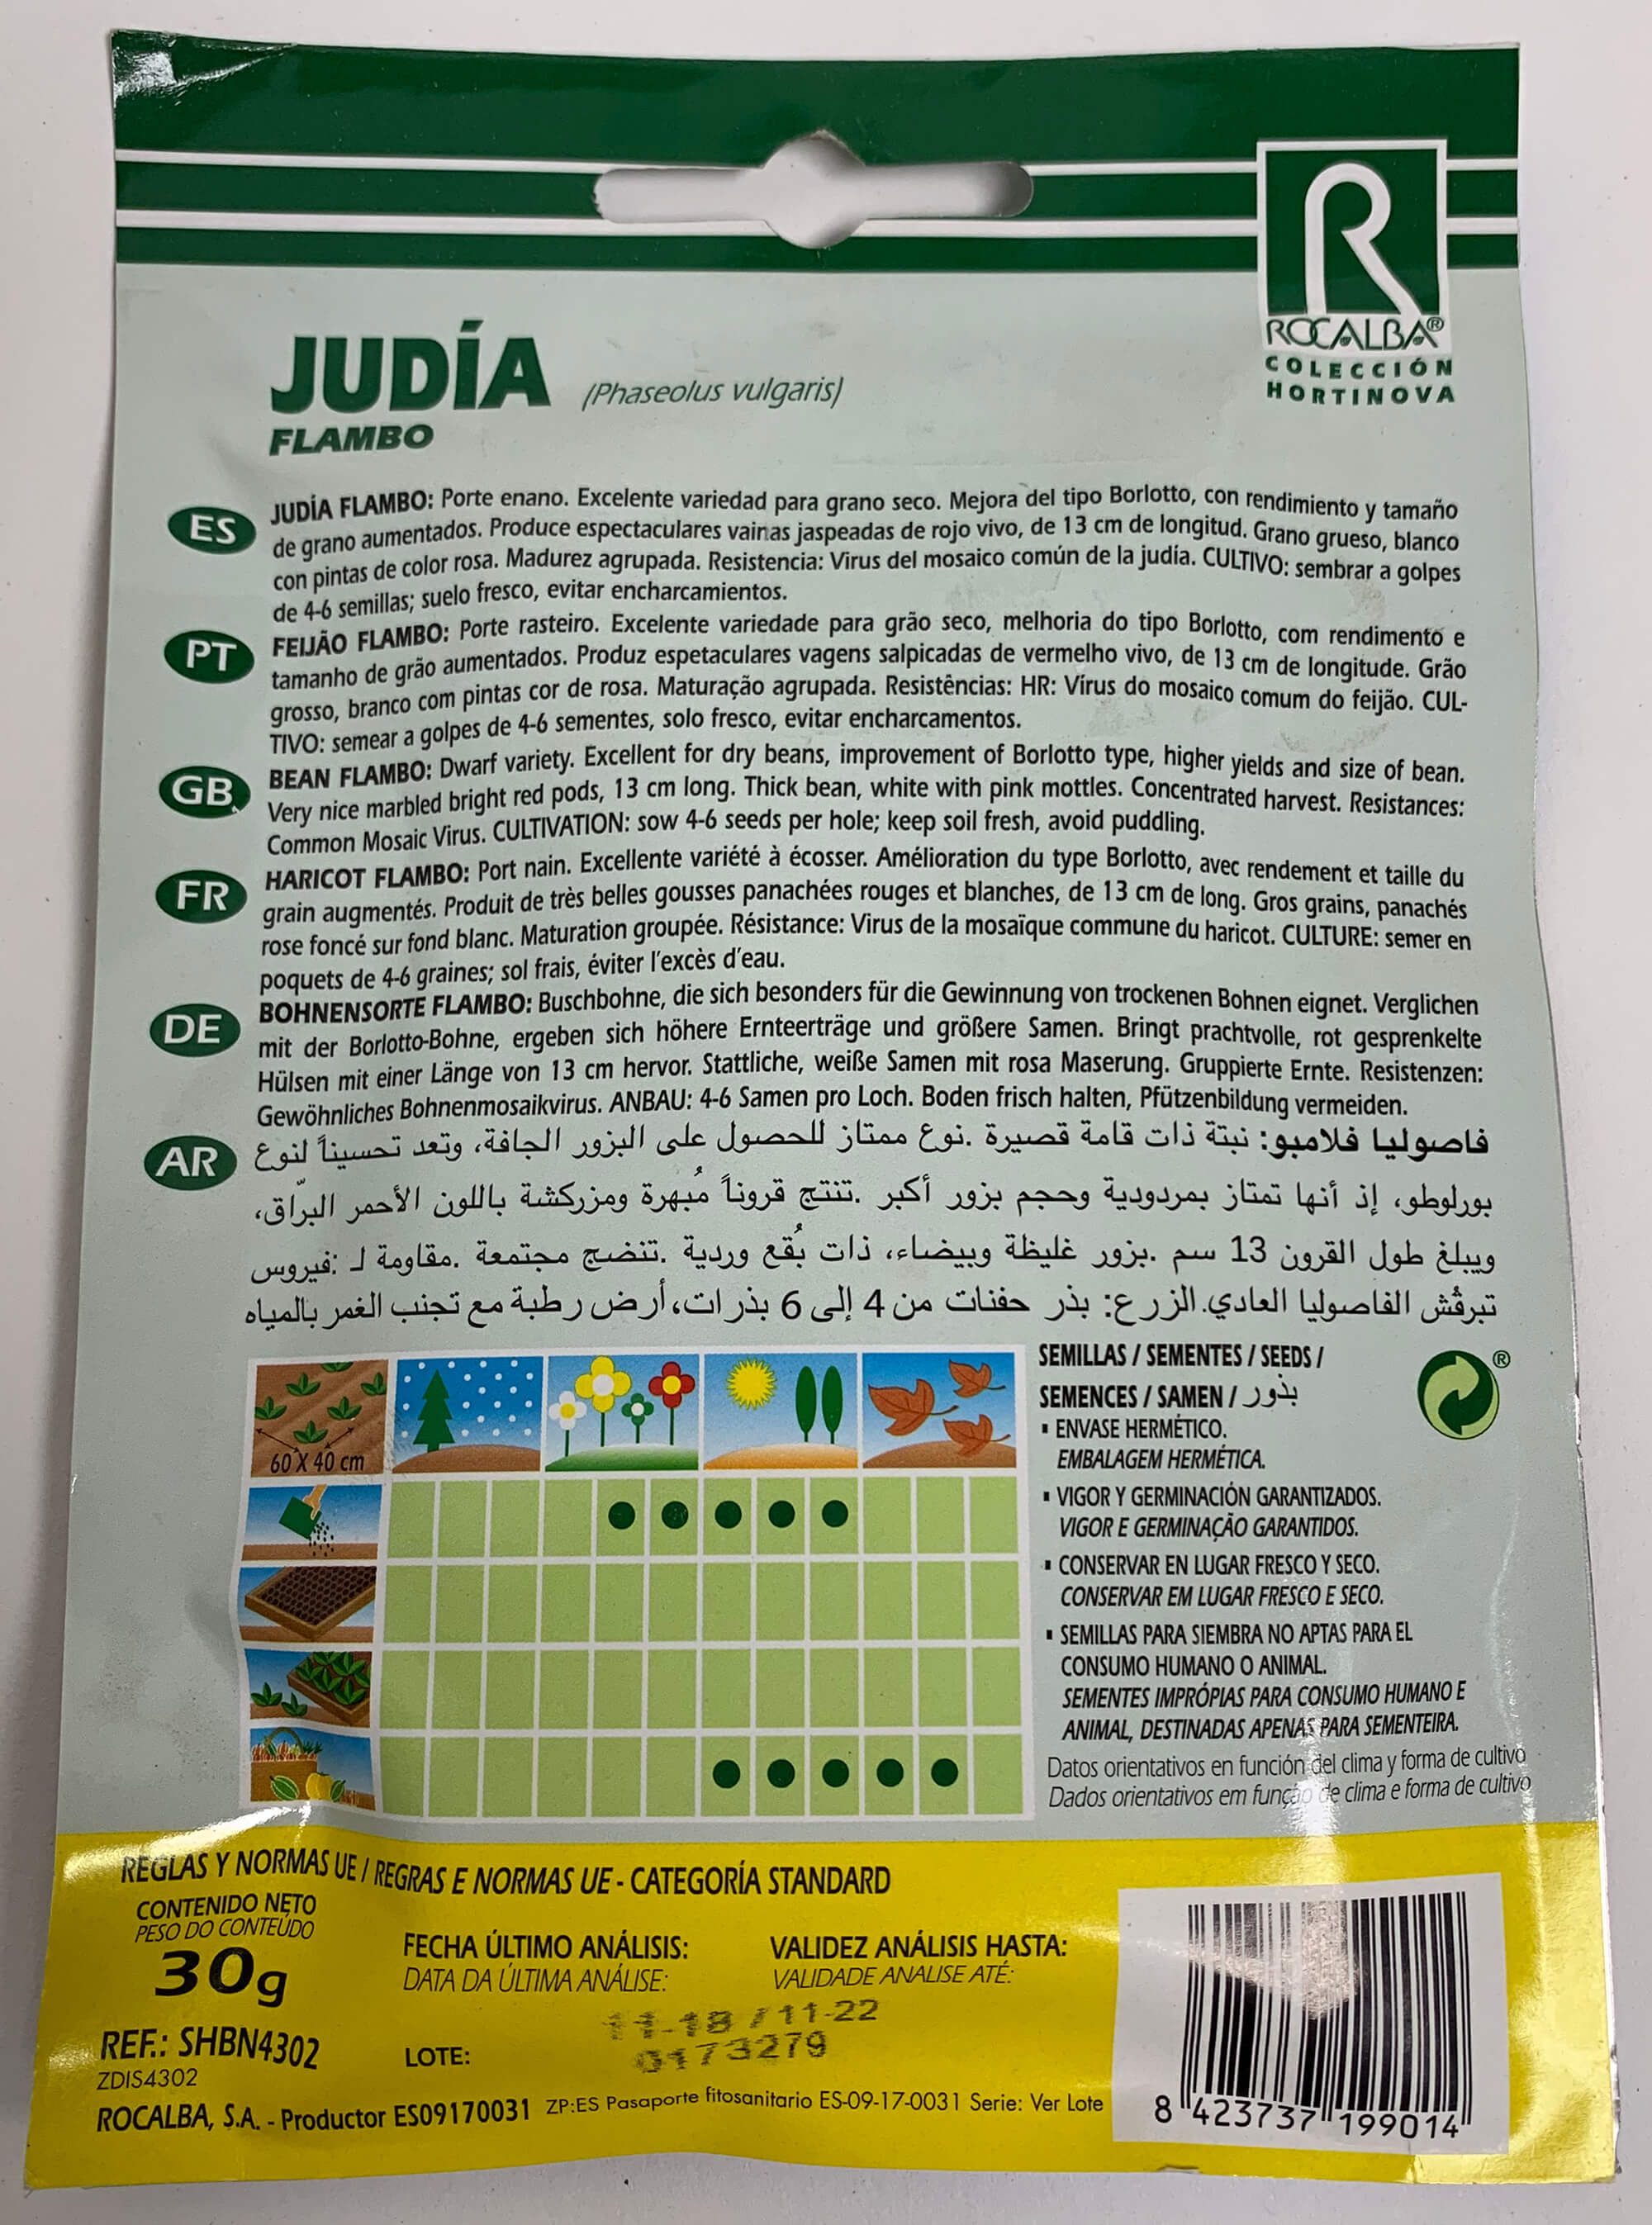 ROCALBA®
COLECCIÓN
HORTINOVA
JUDÍA (Phaseolus vulgaris)
FLAMBO
ES
JUDÍA FLAMBO: Porte enano. Excelente variedad para grano seco. Mejora del tipo Borlotto, con rendimiento y tamaño
de grano aumentados. Produce espectaculares vainas jaspeadas de rojo vivo, de 13 cm de longitud. Grano grueso, blanco
con pintas de color rosa. Madurez agrupada. Resistencia: Virus del mosaico común de la judía. CULTIVO: sembrar a golpes
de 4-6 semillas; suelo fresco, evitar encharcamientos.
PT
FEIJÃO FLAMBO: Porte rasteiro. Excelente variedade para grão seco, melhoria do tipo Borlotto, com rendimento e
tamanho de grão aumentados. Produz espetaculares vagens salpicadas de vermelho vivo, de 13 cm de longitude. Grão
grosso, branco com pintas cor de rosa. Maturação agrupada. Resistências: HR: Vírus do mosaico comum do feijão. CUL-
TIVO: semear a golpes de 4-6 sementes, solo fresco, evitar encharcamentos.
GB
BEAN FLAMBO: Dwarf variety. Excellent for dry beans, improvement of Borlotto type, higher yields and size of bean.
Very nice marbled bright red pods, 13 cm long. Thick bean, white with pink mottles. Concentrated harvest. Resistances:
Common Mosaic Virus. CULTIVATION: sow 4-6 seeds per hole; keep soil fresh, avoid puddling.
FR
HARICOT FLAMBO: Port nain. Excellente variété à écosser. Amélioration du type Borlotto, avec rendement et taille du
grain augmentés. Produit de très belles gousses panachées rouges et blanches, de 13 cm de long. Gros grains, panachés
rose foncé sur fond blanc. Maturation groupée. Résistance: Virus de la mosaïque commune du haricot. CULTURE: semer en
poquets de 4-6 graines; sol frais, éviter l'excès d'eau.
DE
BOHNENSORTE FLAMBO: Buschbohne, die sich besonders für die Gewinnung von trockenen Bohnen eignet. Verglichen
mit der Borlotto-Bohne, ergeben sich höhere Ernteerträge und größere Samen. Bringt prachtvolle, rot gesprenkelte
Hülsen mit einer Länge von 13 cm hervor. Stattliche, weiße Samen mit rosa Maserung. Gruppierte Ernte. Resistenzen:
Gewöhnliches Bohnenmosaikvirus. ANBAU: 4-6 Samen pro Loch. Boden frisch halten, Pfützenbildung vermeiden.
AR
فاصوليا فلامبو: نبتة ذات قامة قصيرة .نوع ممتاز للحصول على البزور الجافة، وتعد تحسيناً لنوع
بورلوطو، إذ أنها تمتاز بمردودية وحجم بزور أكبر .تنتج قروناً مُبهرة ومزركشة باللون الأحمر البرّاق،
ويبلغ طول القرون 13 سم .بزور غليظة وبيضاء، ذات بُقع وردية .تنضج مجتمعة .مقاومة لـ :فيروس
تبرقُش الفاصوليا العادي.الزرع: بذر حفنات من 4 إلى 6 بذرات،أرض رطبة مع تجنب الغمر بالمياه
60 X 40 cm
SEMILLAS / SEMENTES / SEEDS /
SEMENCES / SAMEN / بذور
▪ ENVASE HERMÉTICO.
EMBALAGEM HERMÉTICA.
▪ VIGOR Y GERMINACIÓN GARANTIZADOS.
VIGOR E GERMINAÇÃO GARANTIDOS.
▪ CONSERVAR EN LUGAR FRESCO Y SECO.
CONSERVAR EM LUGAR FRESCO E SECO.
▪ SEMILLAS PARA SIEMBRA NO APTAS PARA EL
CONSUMO HUMANO O ANIMAL.
SEMENTES IMPRÓPIAS PARA CONSUMO HUMANO E
ANIMAL, DESTINADAS APENAS PARA SEMENTEIRA.
Datos orientativos en función del clima y forma de cultivo
Dados orientativos em função de clima e forma de cultivo
®
REGLAS Y NORMAS UE / REGRAS E NORMAS UE - CATEGORÍA STANDARD
CONTENIDO NETO
PESO DO CONTEÚDO
30g
FECHA ÚLTIMO ANÁLISIS:
DATA DA ÚLTIMA ANÁLISE:
VALIDEZ ANÁLISIS HASTA:
VALIDADE ANALISE ATÉ:
11-18 / 11-22
REF.: SHBN4302
LOTE: 0173279
ZDIS4302
ROCALBA, S.A. - Productor ES09170031 ZP:ES Pasaporte fitosanitario ES-09-17-0031 Serie: Ver Lote
8 423737 199014